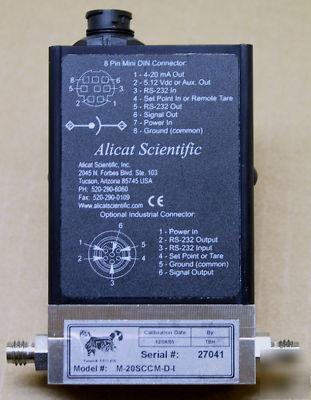 8 Pin Mini DIN Connector:
1 - 4-20 mA Out
2 - 5.12 Vdc or Aux. Out
3 - RS-232 In
4 - Set Point In or Remote Tare
5 - RS-232 Out
6 - Signal Out
7 - Power In
8 - Ground (common)
Alicat Scientific
Alicat Scientific, Inc.
2045 N. Forbes Blvd. Ste. 103
Tucson, Arizona 85745 USA
PH: 520-290-6060
Fax: 520-290-0109
www.alicatscientific.com
CE
Optional Industrial Connector:
6
1 - Power In
2 - RS-232 Output
3 - RS-232 Input
4 - Set Point or Tare
5 - Ground (common)
6 - Signal Output
Calibration Date
By
TBH
Serial #: 27041
Model #: M-20SCCM-D-I